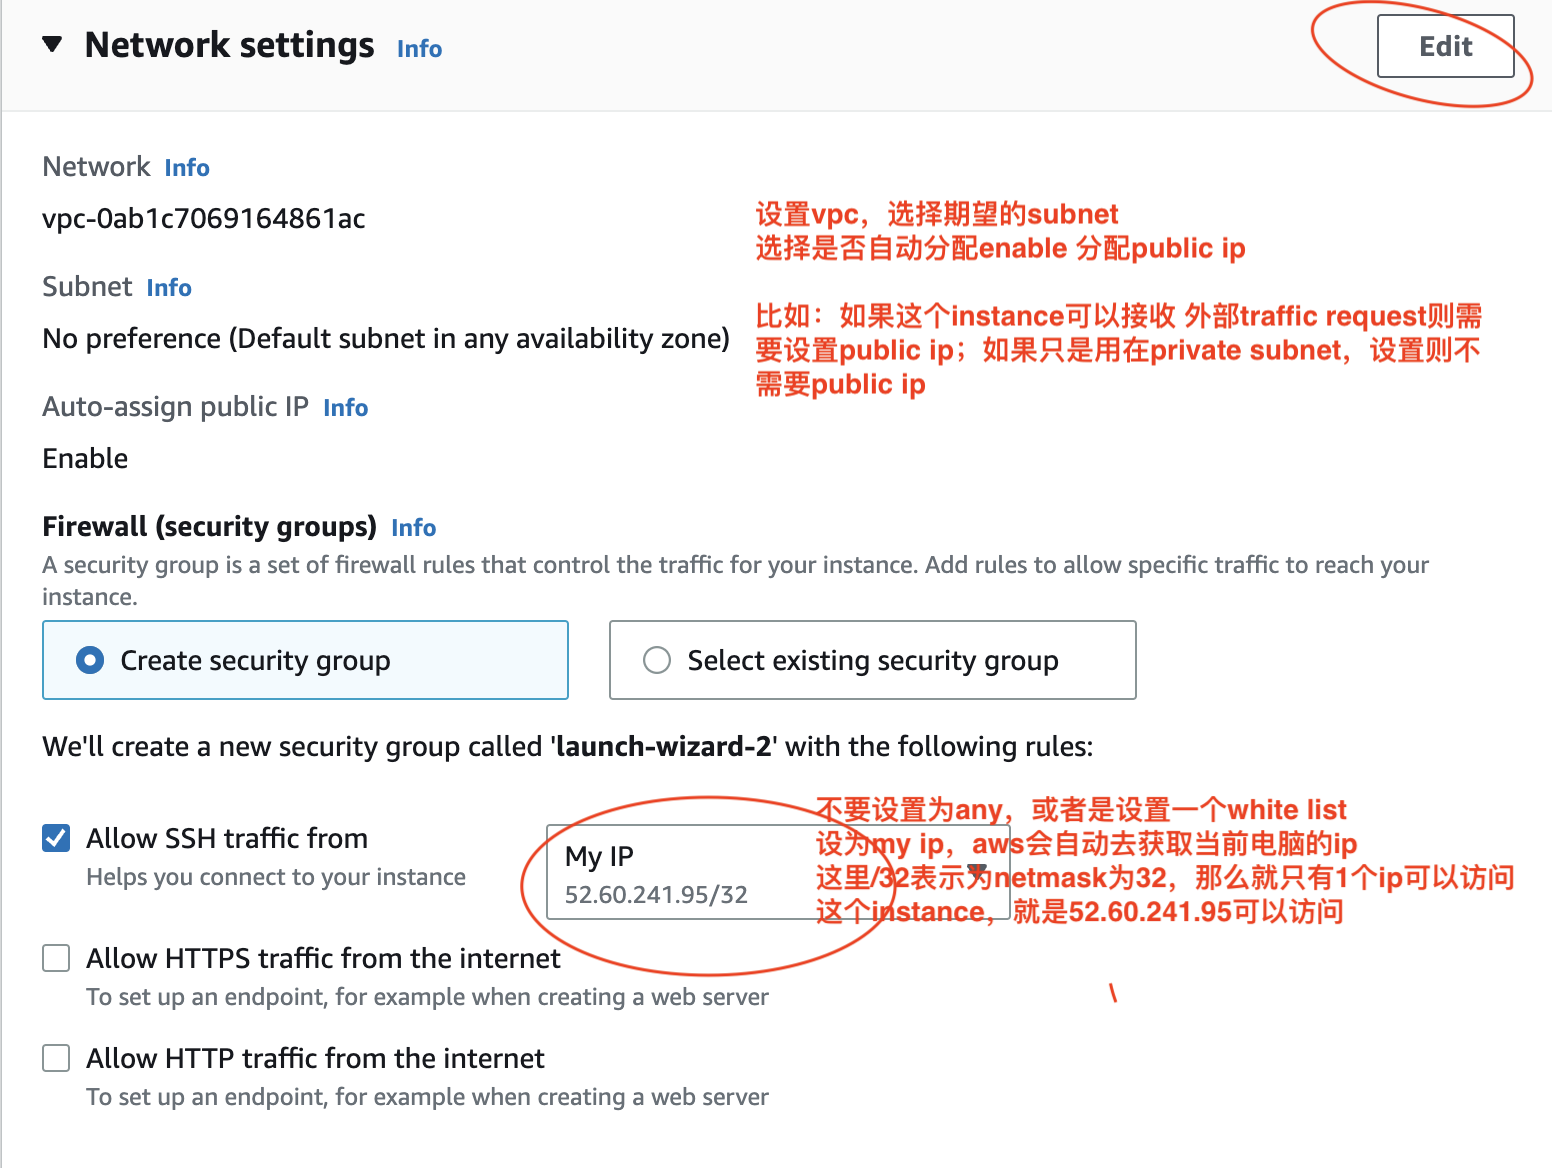 Network settings Info
Edit
Network Info
vpc-0ab1c7069164861ac
设置vpc，选择期望的subnet
选择是否自动分配enable 分配public ip
Subnet Info
No preference (Default subnet in any availability zone)
比如：如果这个instance可以接收 外部traffic request则需
要设置public ip；如果只是用在private subnet，设置则不
需要public ip
Auto-assign public IP Info
Enable
Firewall (security groups) Info
A security group is a set of firewall rules that control the traffic for your instance. Add rules to allow specific traffic to reach your
instance.
Create security group
Select existing security group
We'll create a new security group called 'launch-wizard-2' with the following rules:
Allow SSH traffic from
Helps you connect to your instance
My IP
52.60.241.95/32
不要设置为any，或者是设置一个white list
设为my ip，aws会自动去获取当前电脑的ip
这里/32表示为netmask为32，那么就只有1个ip可以访问
这个instance，就是52.60.241.95可以访问
Allow HTTPS traffic from the internet
To set up an endpoint, for example when creating a web server
Allow HTTP traffic from the internet
To set up an endpoint, for example when creating a web server